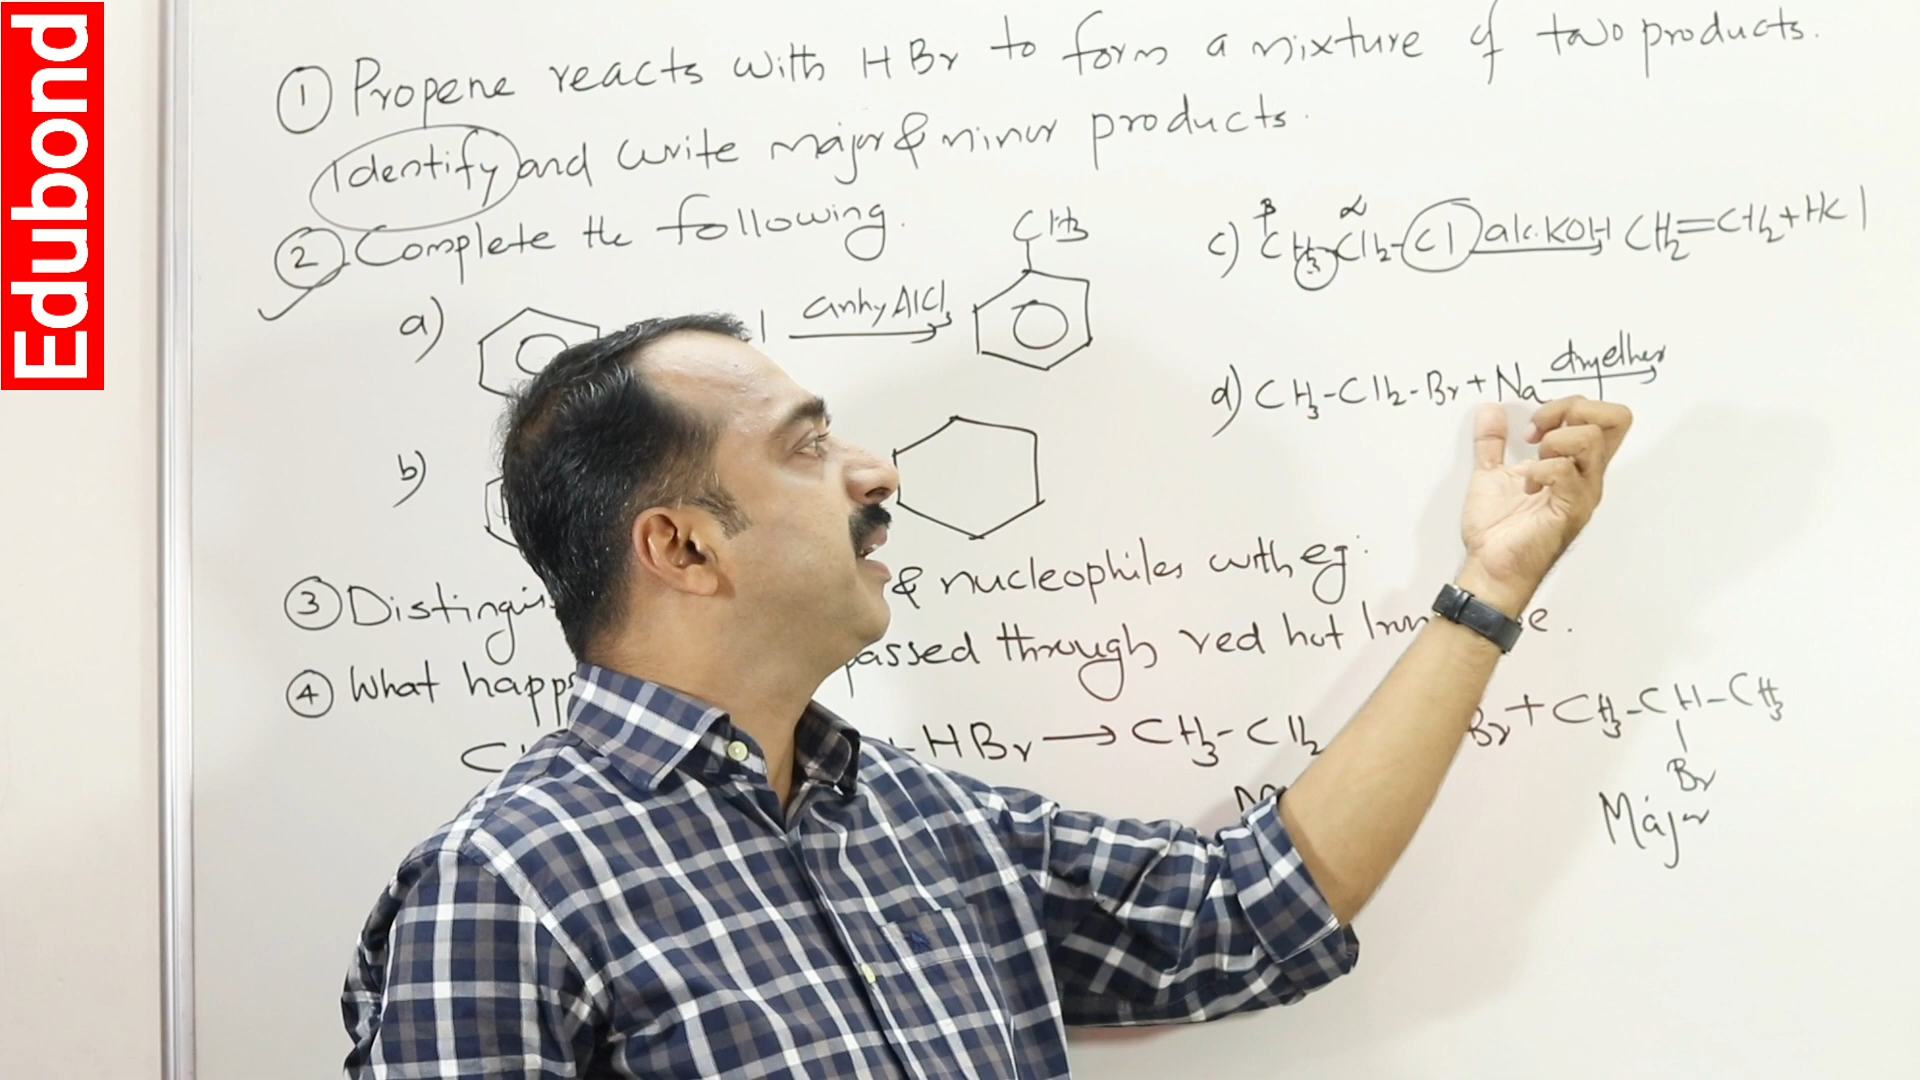 Edubond
① Propene reacts with HBr to form a mixture of two products.
Identify and write major & minor products.
② Complete the following.
a)
anhy AlCl3
CH3
b)
c) CH3-CH2-Cl alc.KOH CH2=CH2+HCl
β α
d) CH3-CH2-Br+Na dry ether
③ & nucleophiles with eg:
④ What passed through red hot
HBr → CH3-CH2 Br + CH3-CH-CH3
Br
Major